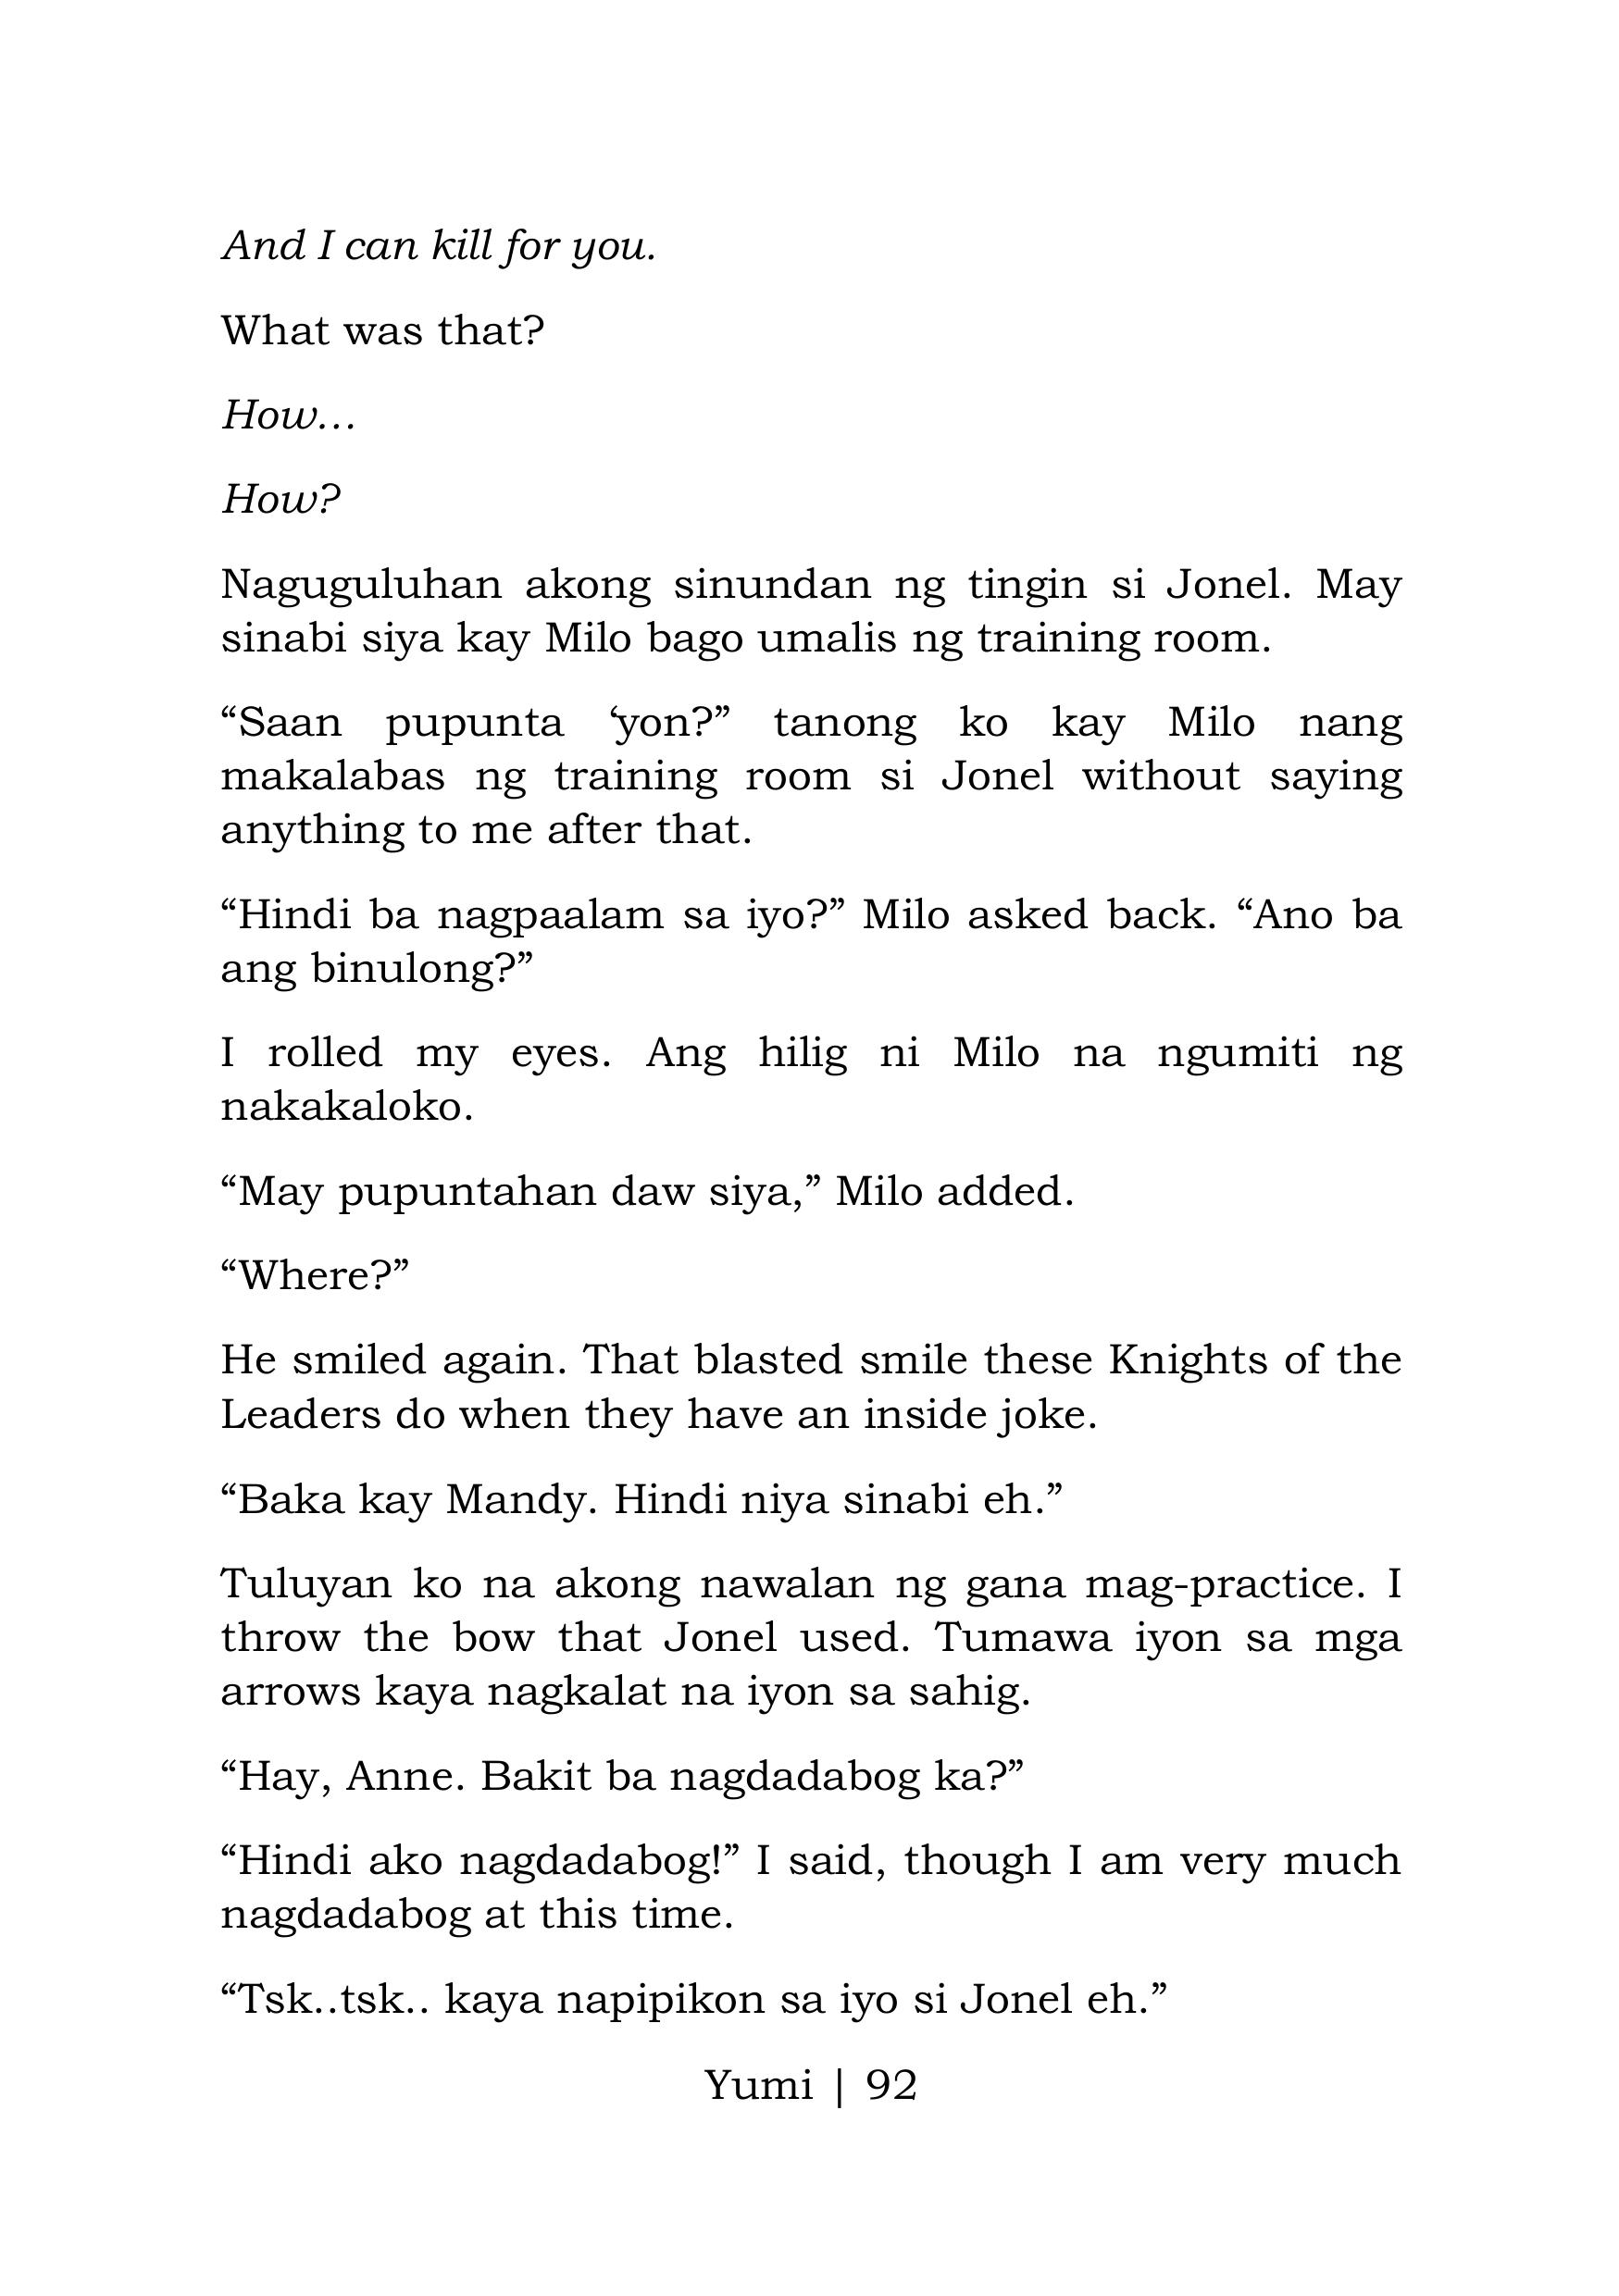 And I can kill for you.
What was that?
How…
How?
Naguguluhan akong sinundan ng tingin si Jonel. May
sinabi siya kay Milo bago umalis ng training room.
“Saan pupunta ‘yon?” tanong ko kay Milo nang
makalabas ng training room si Jonel without saying
anything to me after that.
“Hindi ba nagpaalam sa iyo?” Milo asked back. “Ano ba
ang binulong?”
I rolled my eyes. Ang hilig ni Milo na ngumiti ng
nakakaloko.
“May pupuntahan daw siya,” Milo added.
“Where?”
He smiled again. That blasted smile these Knights of the
Leaders do when they have an inside joke.
“Baka kay Mandy. Hindi niya sinabi eh.”
Tuluyan ko na akong nawalan ng gana mag-practice. I
throw the bow that Jonel used. Tumawa iyon sa mga
arrows kaya nagkalat na iyon sa sahig.
“Hay, Anne. Bakit ba nagdadabog ka?”
“Hindi ako nagdadabog!” I said, though I am very much
nagdadabog at this time.
“Tsk..tsk.. kaya napipikon sa iyo si Jonel eh.”
Yumi | 92